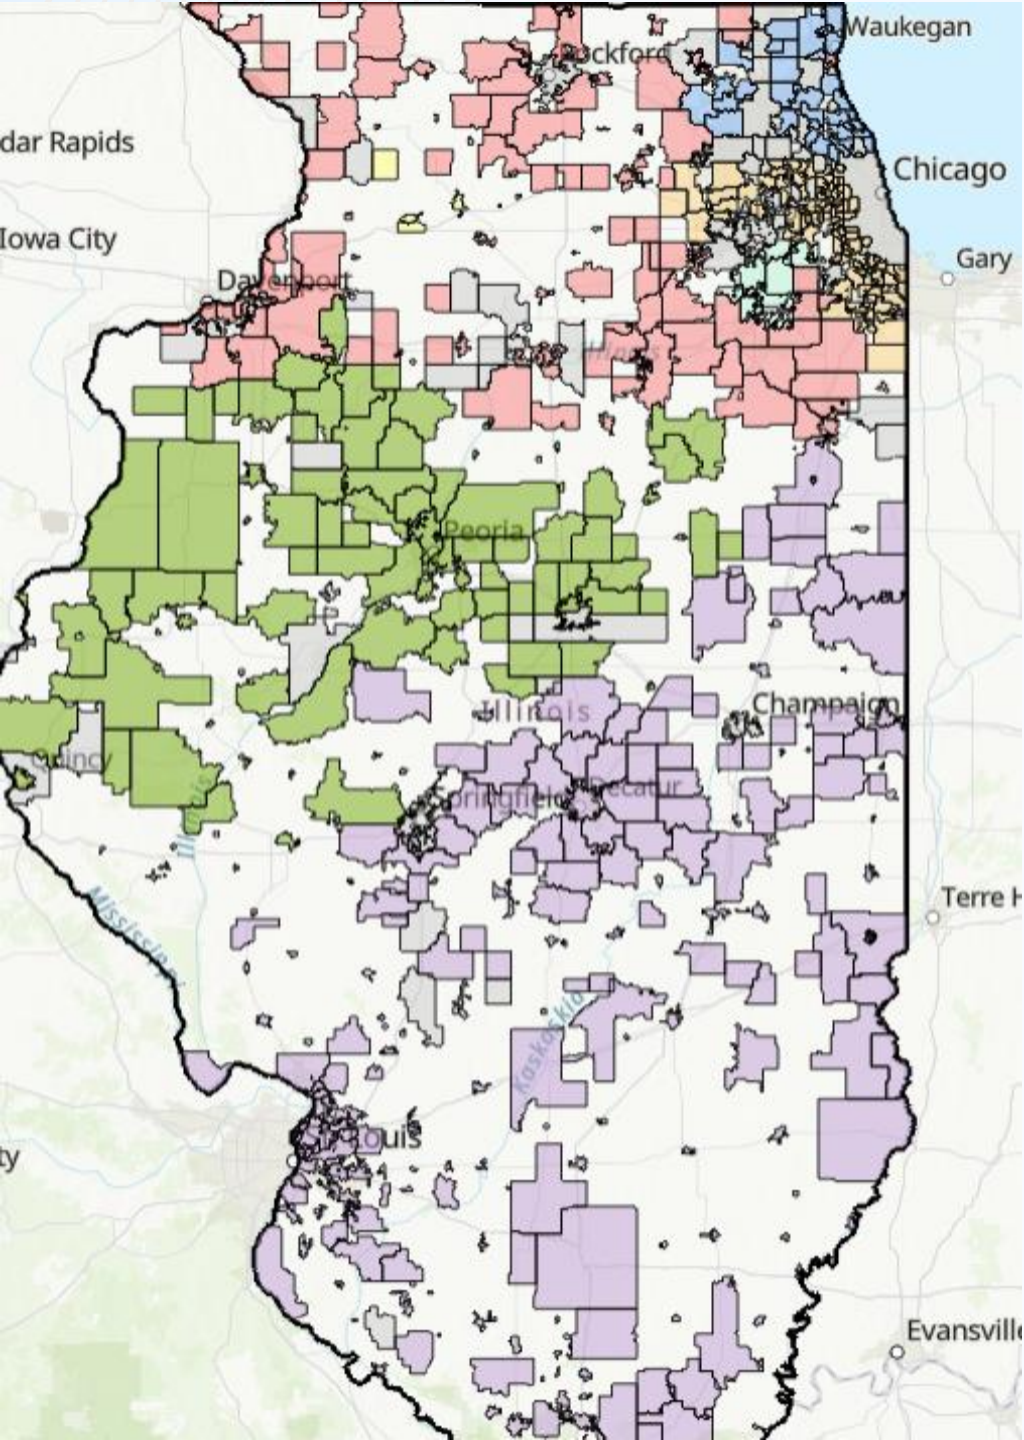 Waukegan
Rockford
dar Rapids
Chicago
Iowa City
Gary
Davenport
Illinois
Peoria
Champaign
Illinois
Quincy
Decatur
Springfield
Illinois
Terre H
Mississippi
Kaskaskia
Louis
ty
Evansville